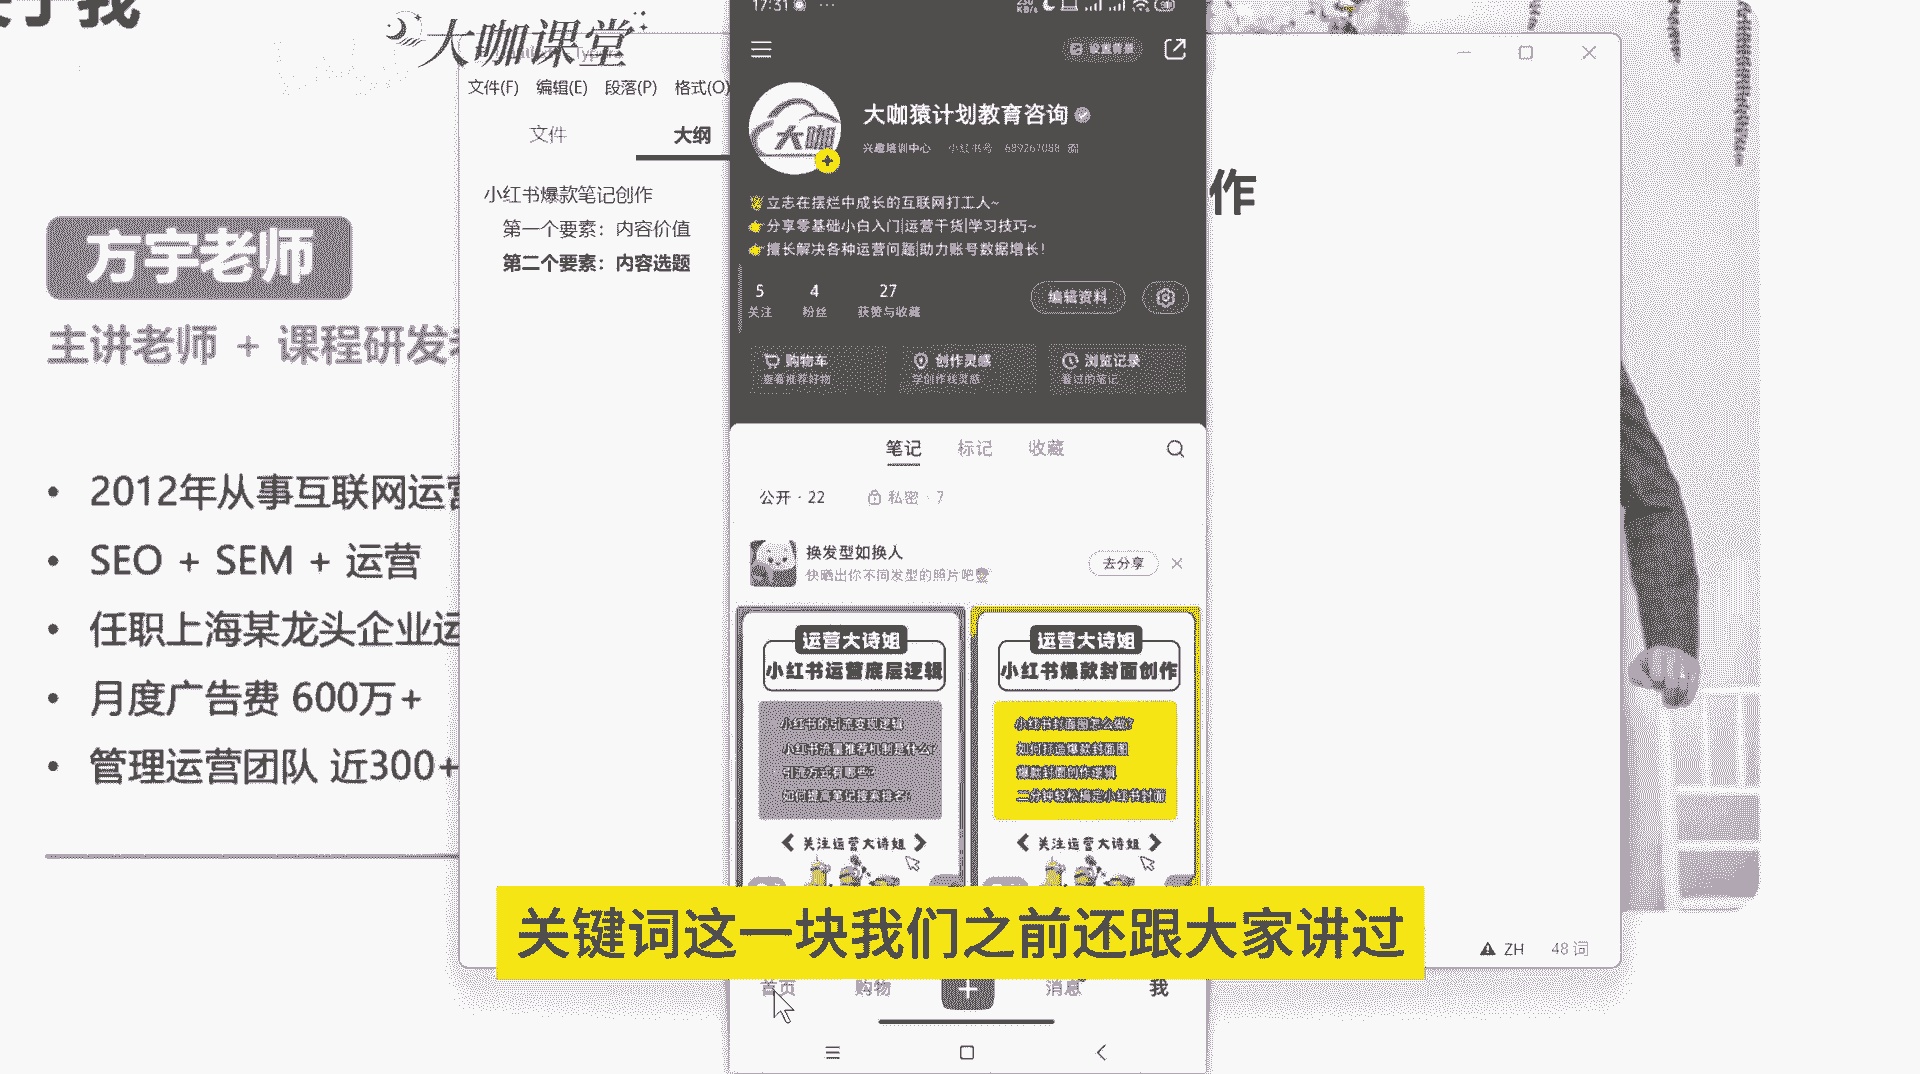 大咖课堂
方宇老师
主讲老师 + 课程研发
• 2012年从事互联网运营
• SEO + SEM + 运营
• 任职上海某龙头企业运
• 月度广告费 600万+
• 管理运营团队 近300+
文件(F) 编辑(E) 段落(P) 格式(O)
文件 大纲
小红书爆款笔记创作
第一个要素：内容价值
第二个要素：内容选题
作
ZH 48 词
17:31
设置背景
大咖猿计划教育咨询
兴趣培训中心 小红书号 689267088
立志在摆烂中成长的互联网打工人~
分享零基础小白入门|运营干货|学习技巧~
擅长解决各种运营问题|助力账号数据增长！
5 4 27
关注 粉丝 获赞与收藏
编辑资料
购物车 创作灵感 浏览记录
查看推荐好物 学创作找灵感 看过的笔记
笔记 标记 收藏
公开 · 22 私密 · 7
换发型如换人
快晒出你不同发型的照片吧
去分享
运营大诗姐
小红书运营底层逻辑
小红书的引流变现逻辑
小红书流量推荐机制是什么?
引流方式有哪些?
如何提高笔记搜索排名?
关注运营大诗姐
运营大诗姐
小红书爆款封面创作
小红书封面图怎么做?
如何打造爆款封面图
爆款封面创作逻辑
二分钟轻松搞定小红书封面
关注运营大诗姐
关键词这一块我们之前还跟大家讲过
首页 购物 + 消息 我